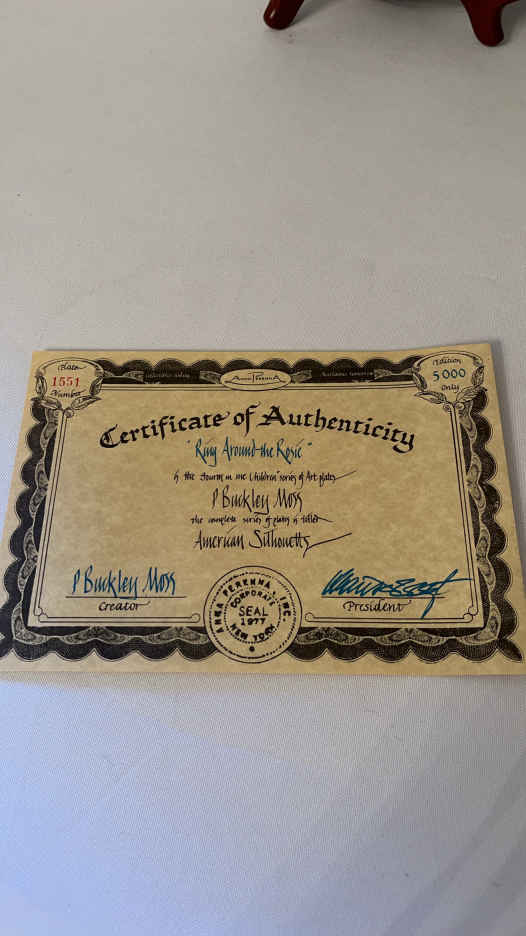 Plate
1551
Number
Anna Perenna
Edition
5000
Only
Certificate of Authenticity
"Ring Around the Rosie"
is the fourth in the Children series of Art plates
P Buckley Moss
The complete series of plates is titled
American Silhouettes
P Buckley Moss
Creator
ANNA PERENNA, INC.
CORPORATE
SEAL
1977
NEW YORK
President